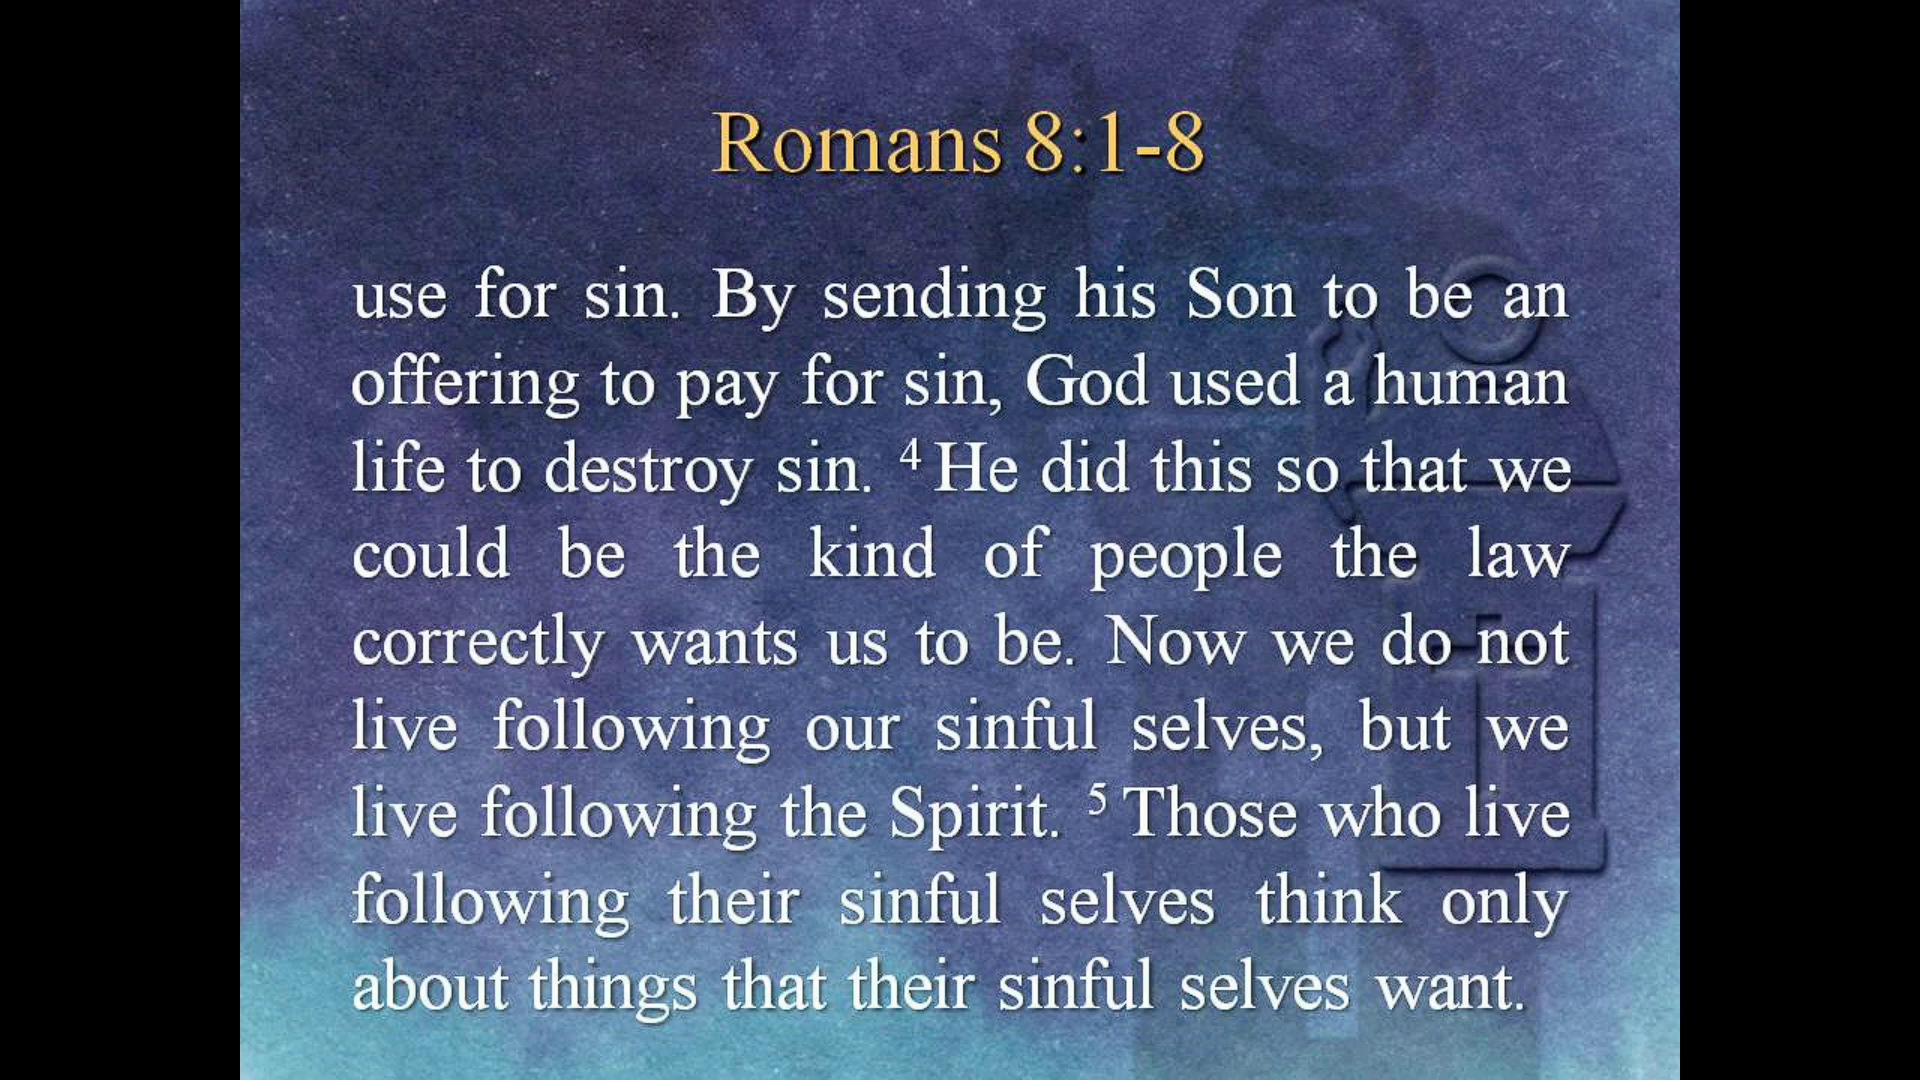 Romans 8:1-8
use for sin. By sending his Son to be an
offering to pay for sin, God used a human
life to destroy sin. ⁴ He did this so that we
could be the kind of people the law
correctly wants us to be. Now we do not
live following our sinful selves, but we
live following the Spirit. ⁵ Those who live
following their sinful selves think only
about things that their sinful selves want.